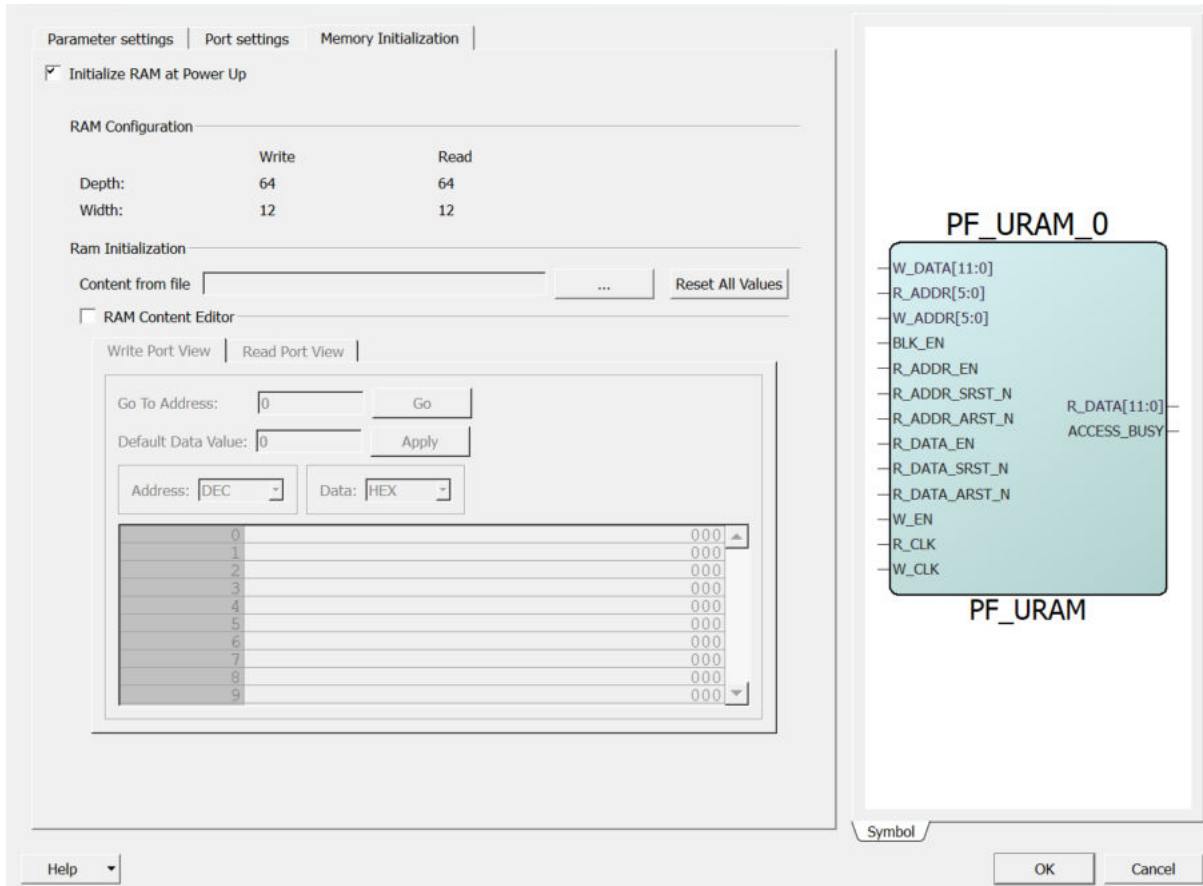 Parameter settings Port settings Memory Initialization
Initialize RAM at Power Up
RAM Configuration
Write Read
Depth: 64 64
Width: 12 12
Ram Initialization
Content from file ... Reset All Values
RAM Content Editor
Write Port View Read Port View
Go To Address: 0 Go
Default Data Value: 0 Apply
Address: DEC Data: HEX
0 000
1 000
2 000
3 000
4 000
5 000
6 000
7 000
8 000
9 000
PF_URAM_0
W_DATA[11:0]
R_ADDR[5:0]
W_ADDR[5:0]
BLK_EN
R_ADDR_EN
R_ADDR_SRST_N
R_ADDR_ARST_N
R_DATA_EN
R_DATA_SRST_N
R_DATA_ARST_N
W_EN
R_CLK
W_CLK
R_DATA[11:0]
ACCESS_BUSY
PF_URAM
Symbol
Help OK Cancel